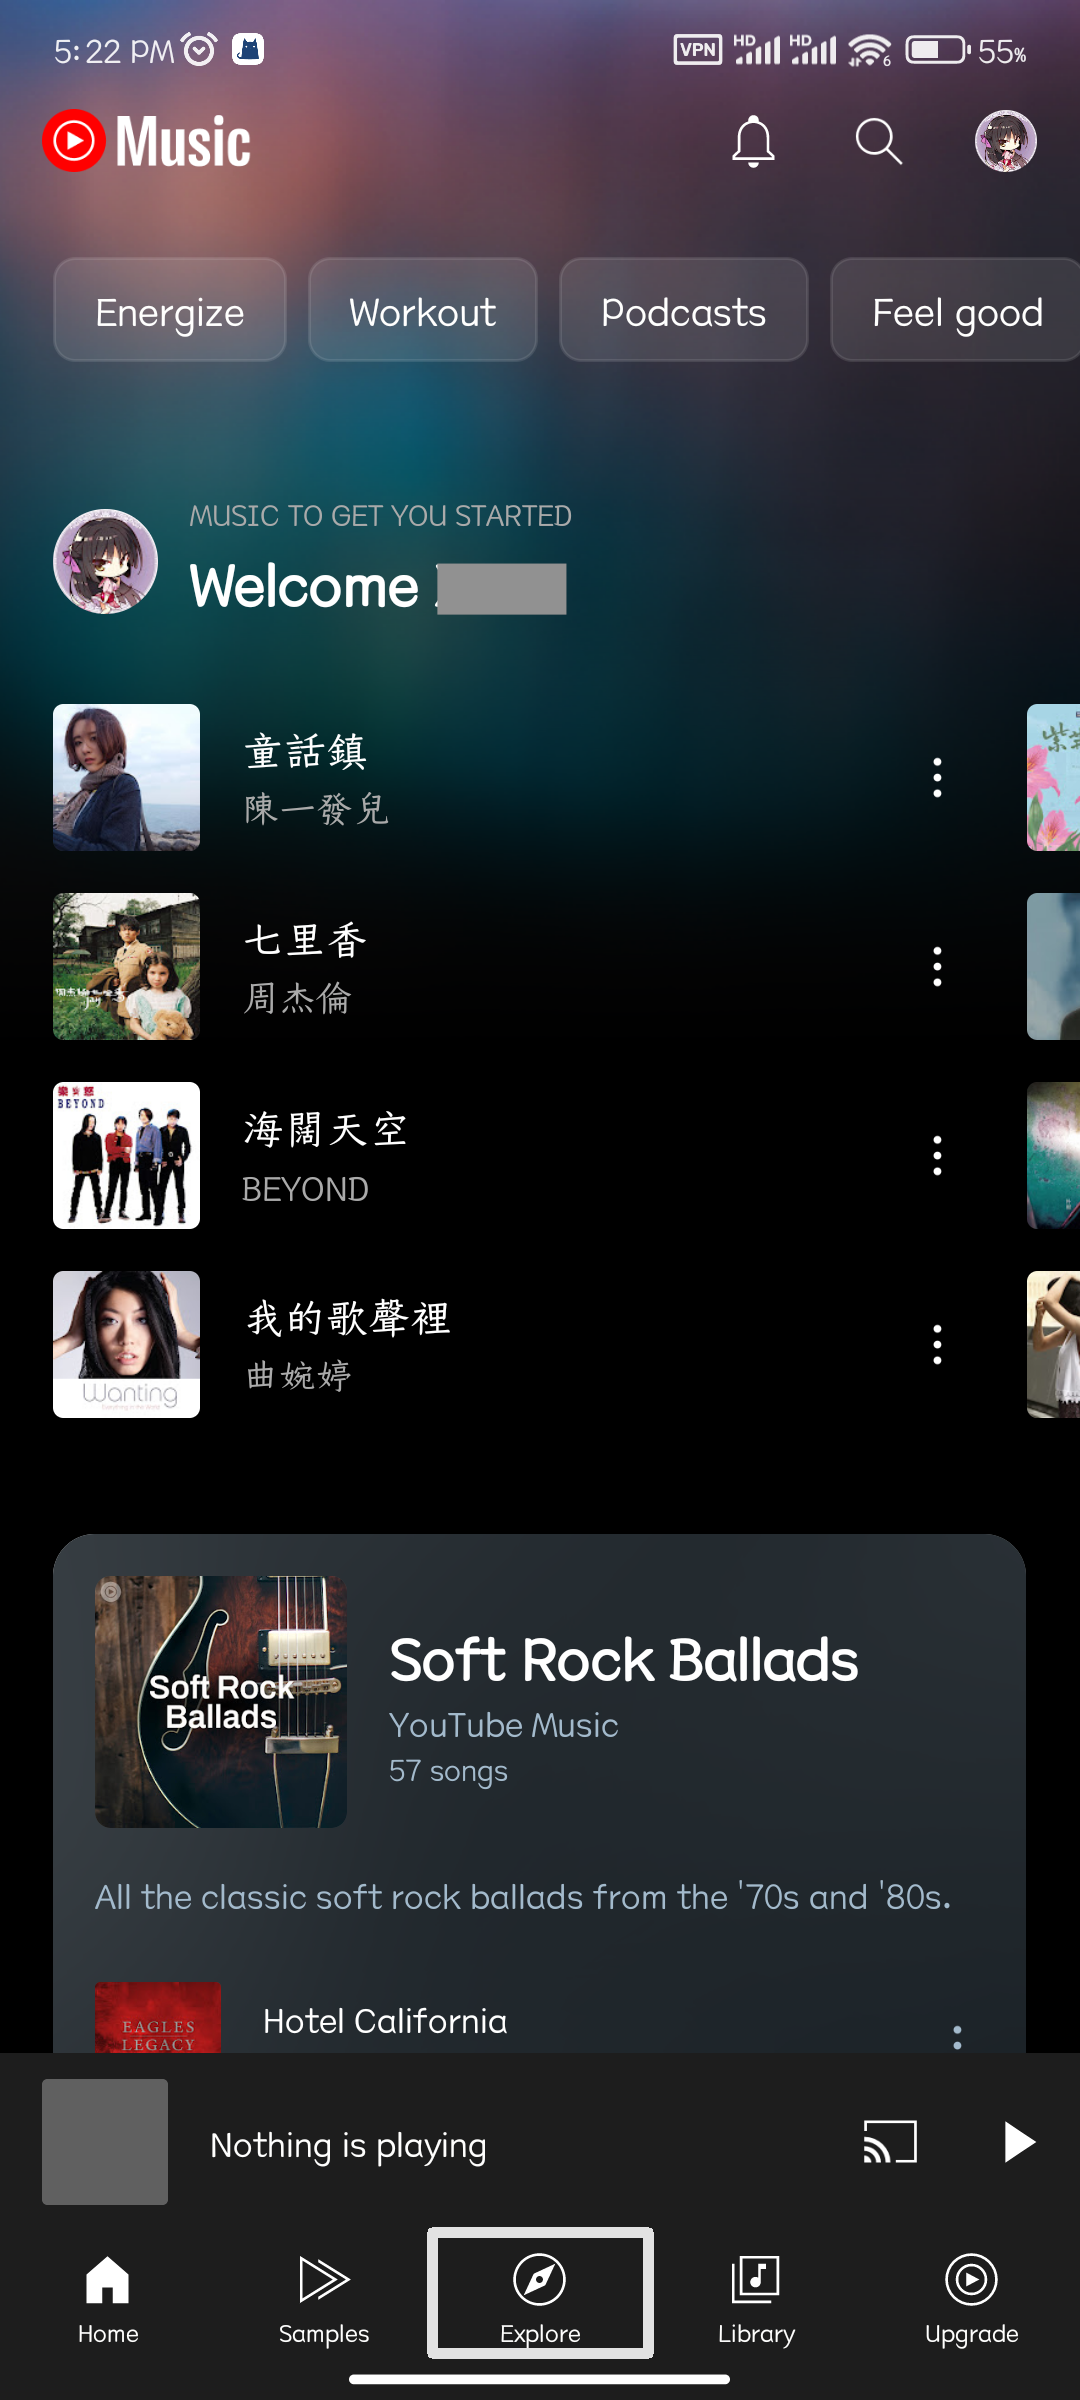 5:22 PM
VPN HD HD 6 55%
Music
Energize Workout Podcasts Feel good
MUSIC TO GET YOU STARTED
Welcome
童話鎮
陳一發兒
七里香
周杰倫
BEYOND
海闊天空
BEYOND
Wanting
我的歌聲裡
曲婉婷
Soft Rock
Ballads
Soft Rock Ballads
YouTube Music
57 songs
All the classic soft rock ballads from the '70s and '80s.
EAGLES
LEGACY
Hotel California
Nothing is playing
Home Samples Explore Library Upgrade